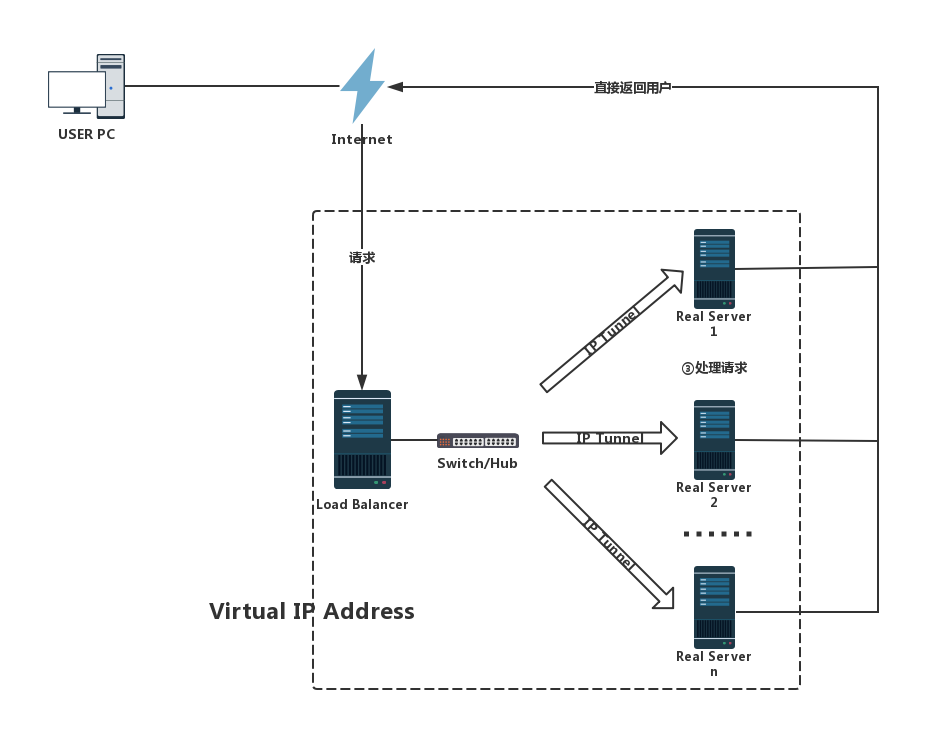 直接返回用户
USER PC
Internet
请求
IP Tunnel
Real Server
1
③处理请求
IP Tunnel
Switch/Hub
Real Server
2
Load Balancer
IP Tunnel
Virtual IP Address
Real Server
n